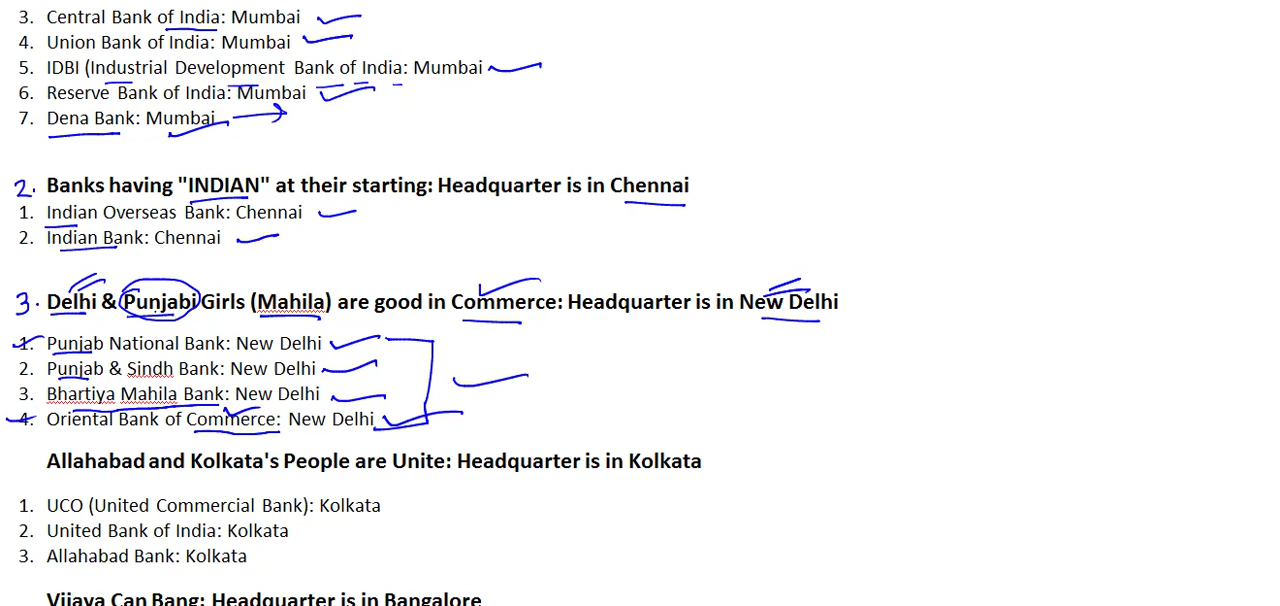 3. Central Bank of India: Mumbai
4. Union Bank of India: Mumbai
5. IDBI (Industrial Development Bank of India: Mumbai
6. Reserve Bank of India: Mumbai
7. Dena Bank: Mumbai
2. Banks having "INDIAN" at their starting: Headquarter is in Chennai
1. Indian Overseas Bank: Chennai
2. Indian Bank: Chennai
3. Delhi & Punjabi Girls (Mahila) are good in Commerce: Headquarter is in New Delhi
1. Punjab National Bank: New Delhi
2. Punjab & Sindh Bank: New Delhi
3. Bhartiya Mahila Bank: New Delhi
4. Oriental Bank of Commerce: New Delhi
Allahabad and Kolkata's People are Unite: Headquarter is in Kolkata
1. UCO (United Commercial Bank): Kolkata
2. United Bank of India: Kolkata
3. Allahabad Bank: Kolkata
Vijaya Can Bang: Headquarter is in Bangalore